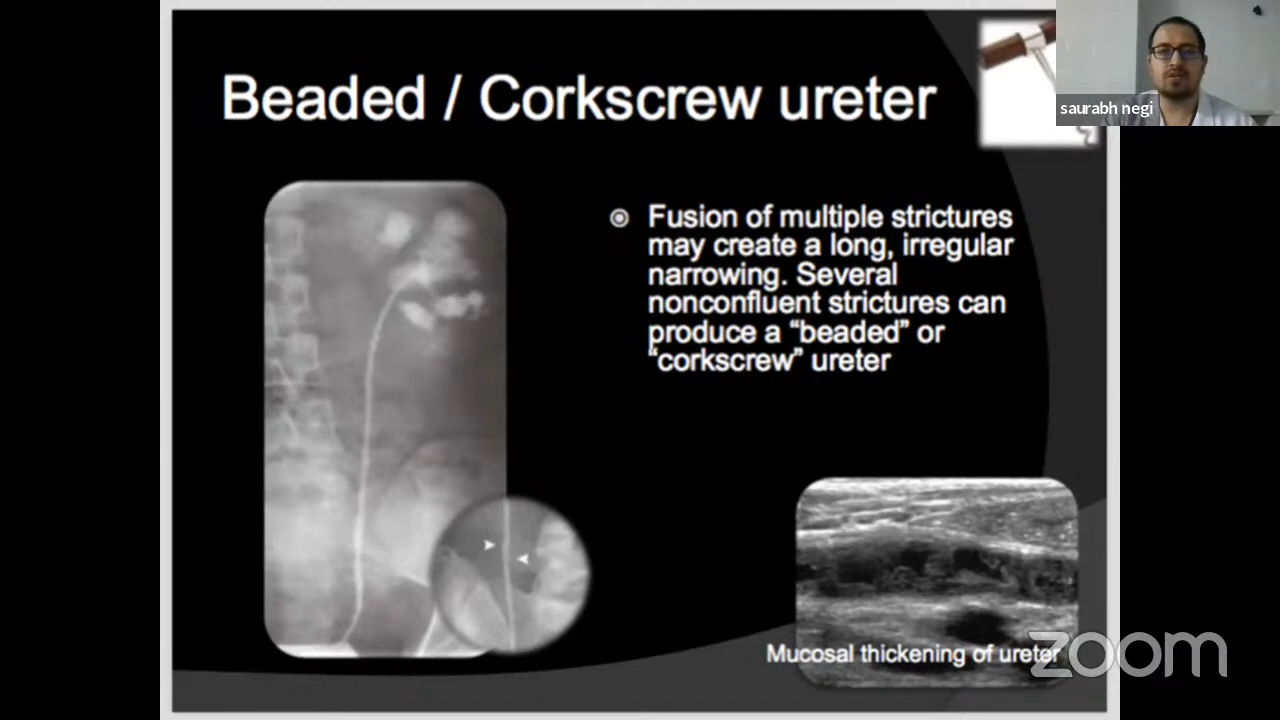 Beaded / Corkscrew ureter
saurabh negi
Fusion of multiple strictures
may create a long, irregular
narrowing. Several
nonconfluent strictures can
produce a “beaded” or
“corkscrew” ureter
Mucosal thickening of ureter
zoom